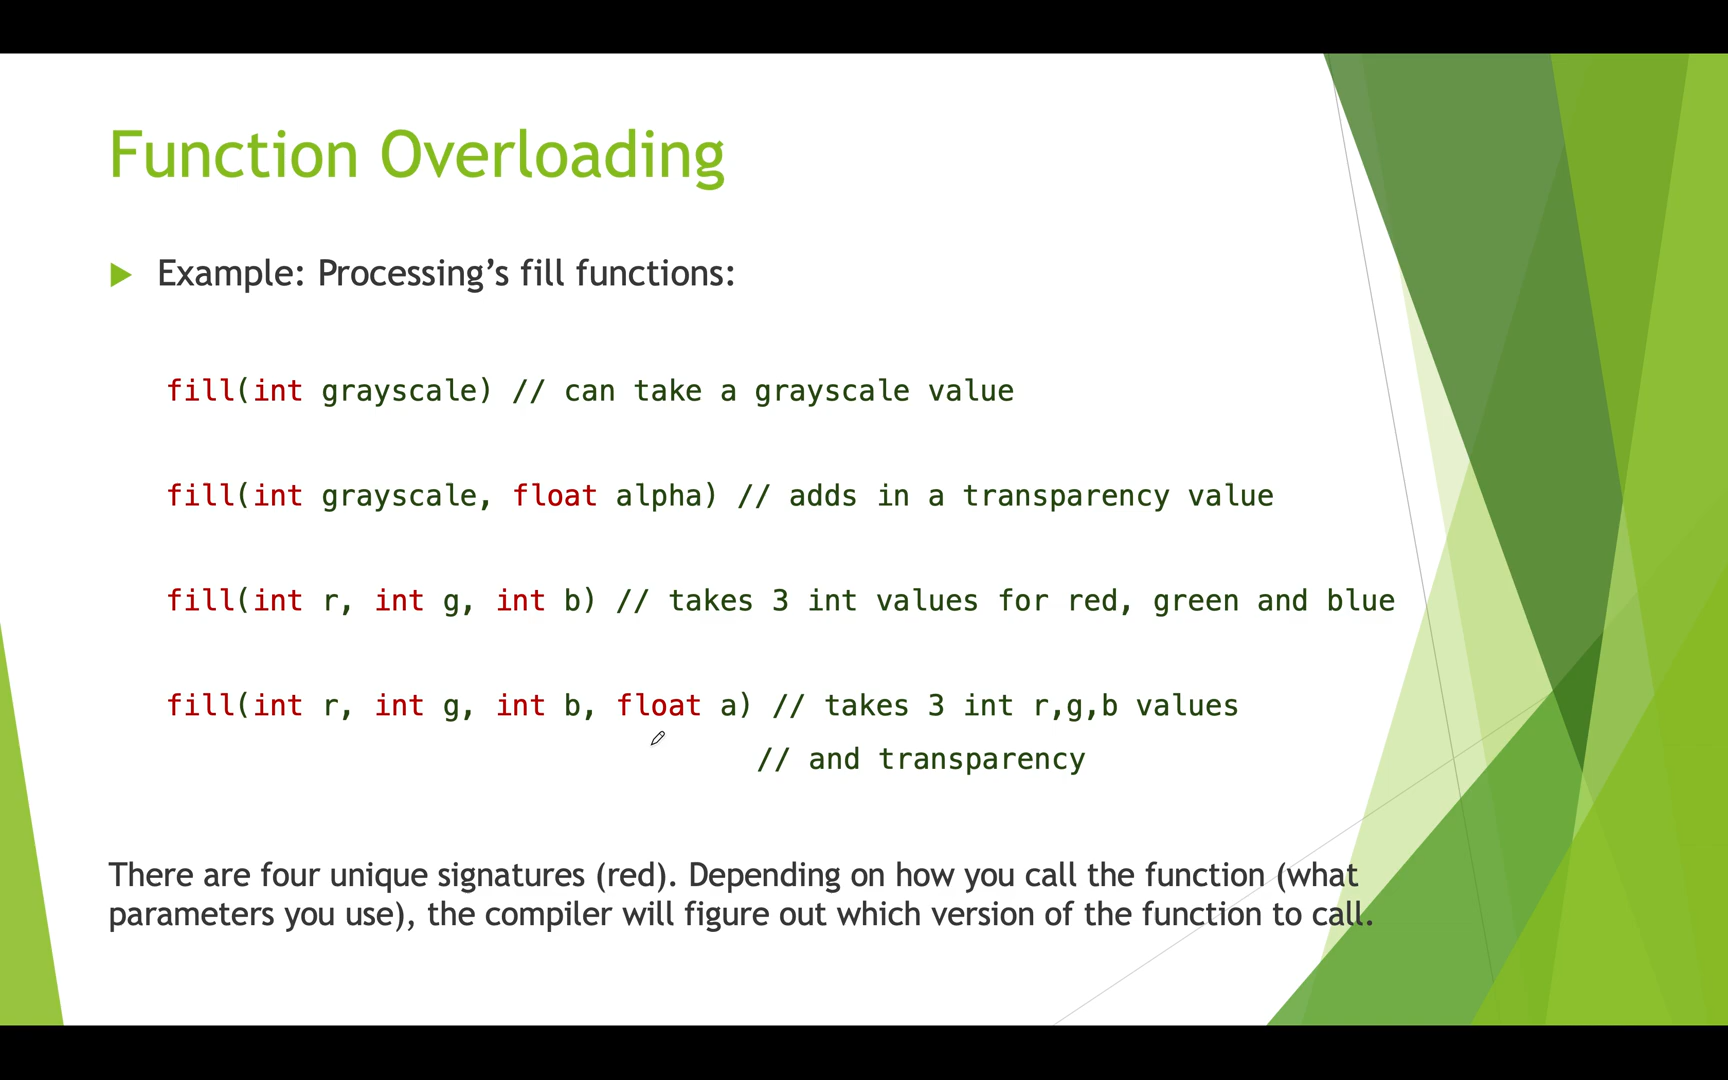 Function Overloading
Example: Processing’s fill functions:
fill(int grayscale) // can take a grayscale value
fill(int grayscale, float alpha) // adds in a transparency value
fill(int r, int g, int b) // takes 3 int values for red, green and blue
fill(int r, int g, int b, float a) // takes 3 int r,g,b values
// and transparency
There are four unique signatures (red). Depending on how you call the function (what
parameters you use), the compiler will figure out which version of the function to call.